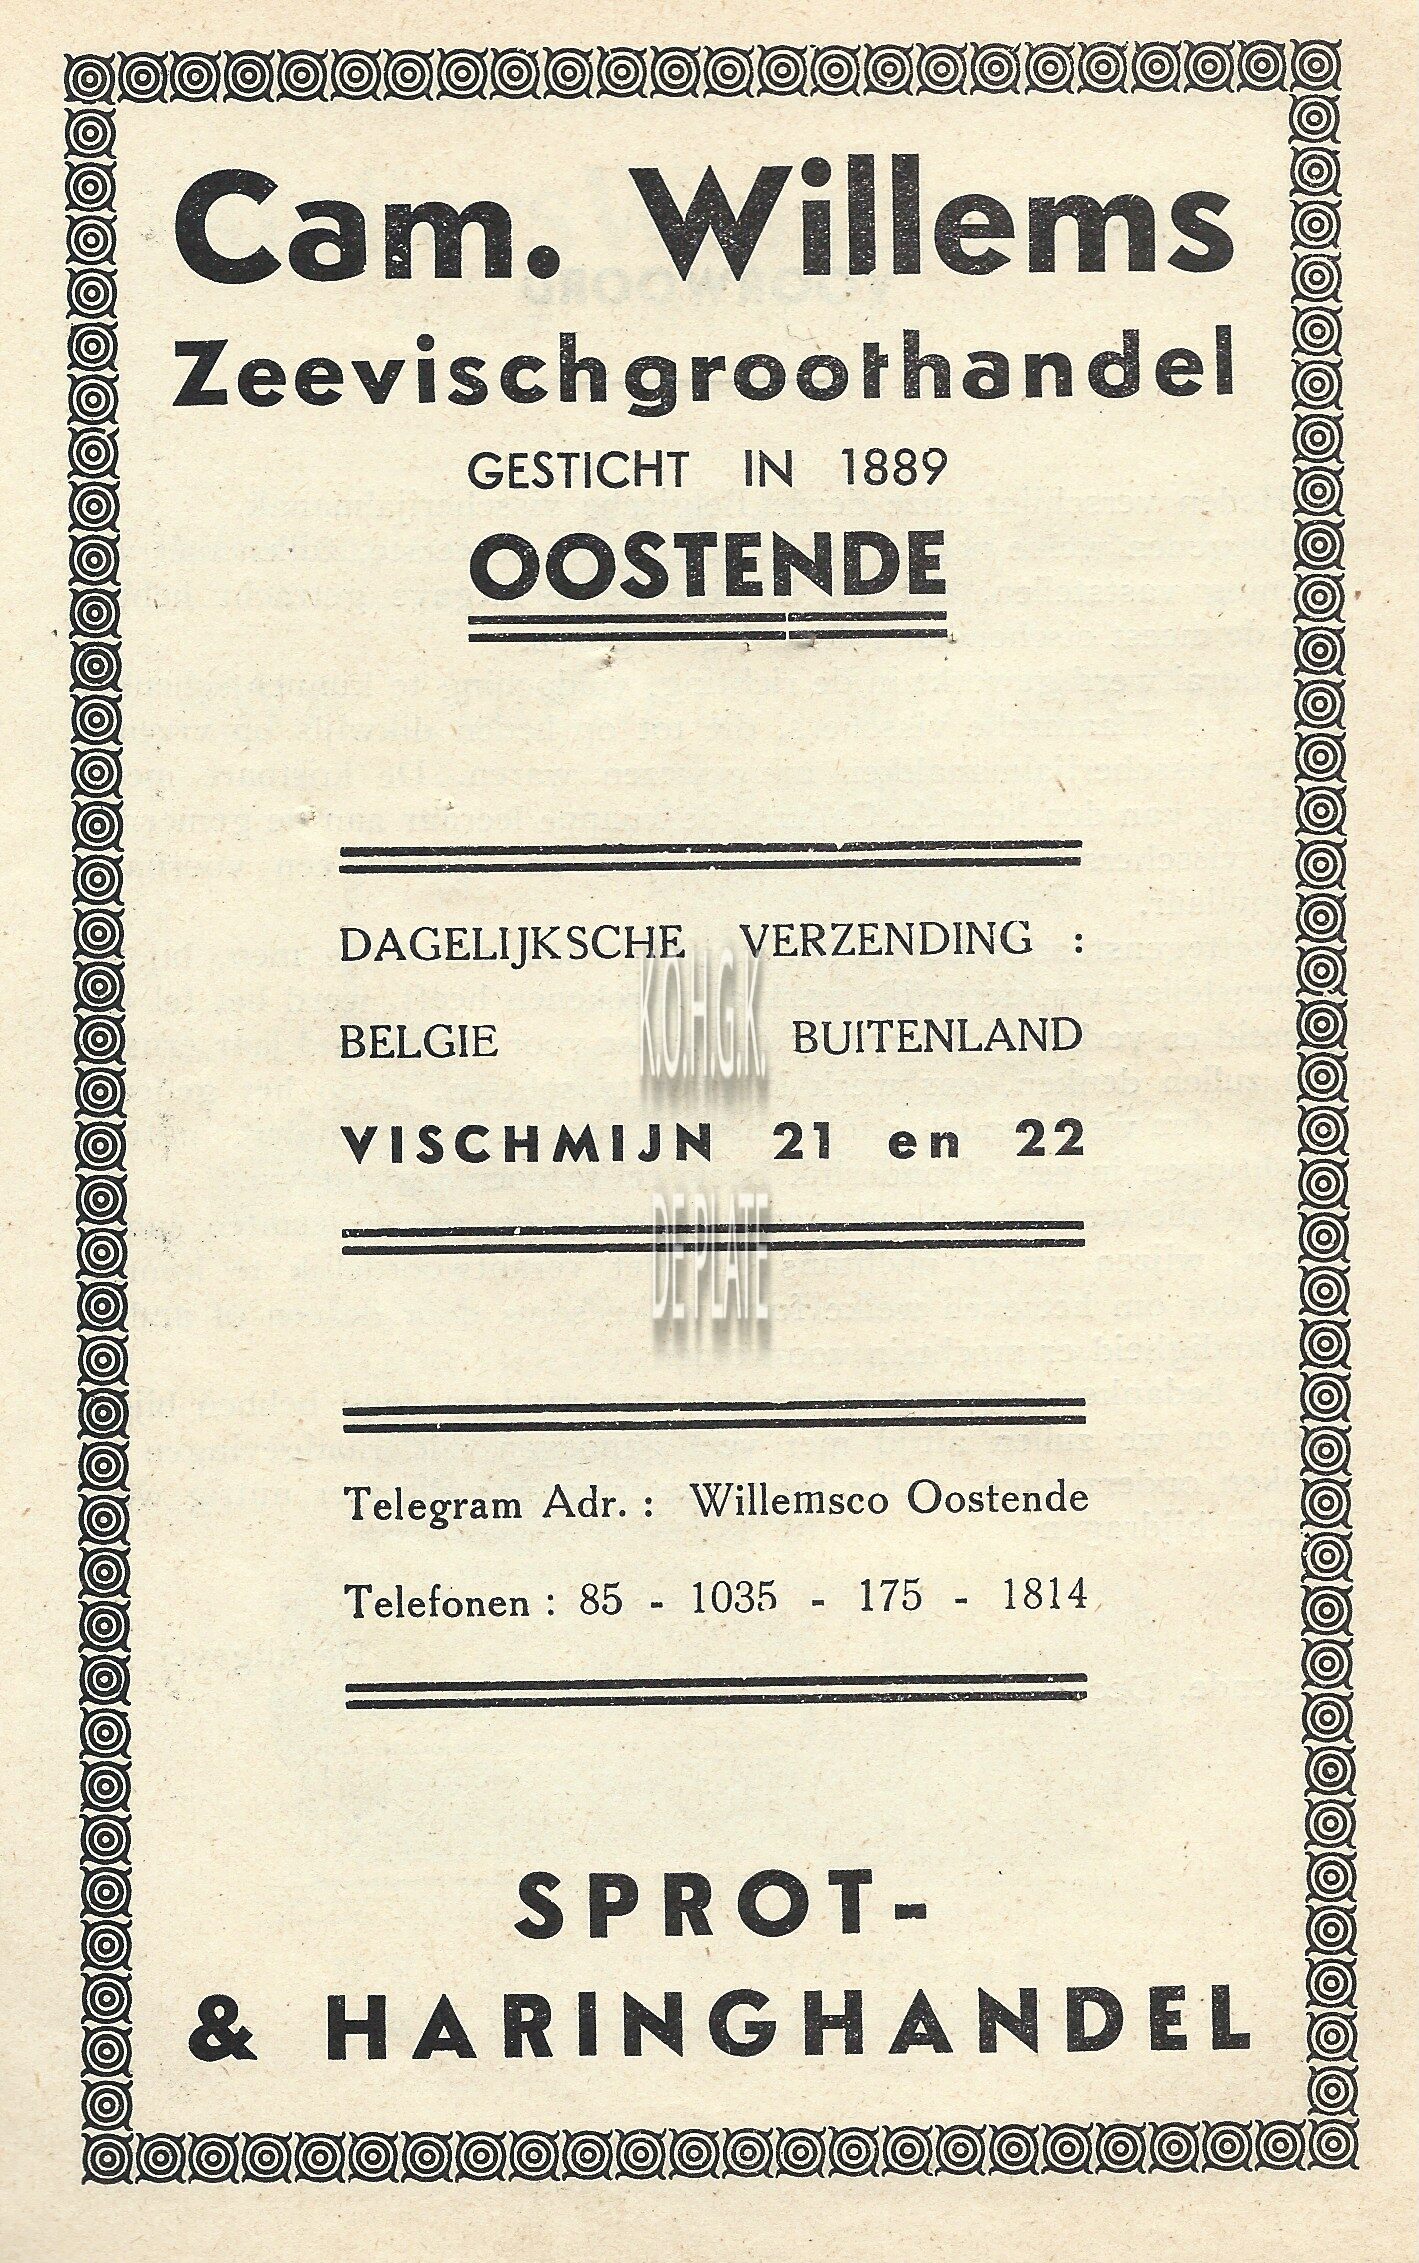 Cam. Willems
Zeevischgroothandel
GESTICHT IN 1889
OOSTENDE
DAGELIJKSCHE VERZENDING :
BELGIE BUITENLAND
K.O.H.G.K.
VISCHMIJN 21 en 22
DE PLATE
Telegram Adr. : Willemsco Oostende
Telefonen : 85 - 1035 - 175 - 1814
SPROT-
& HARINGHANDEL